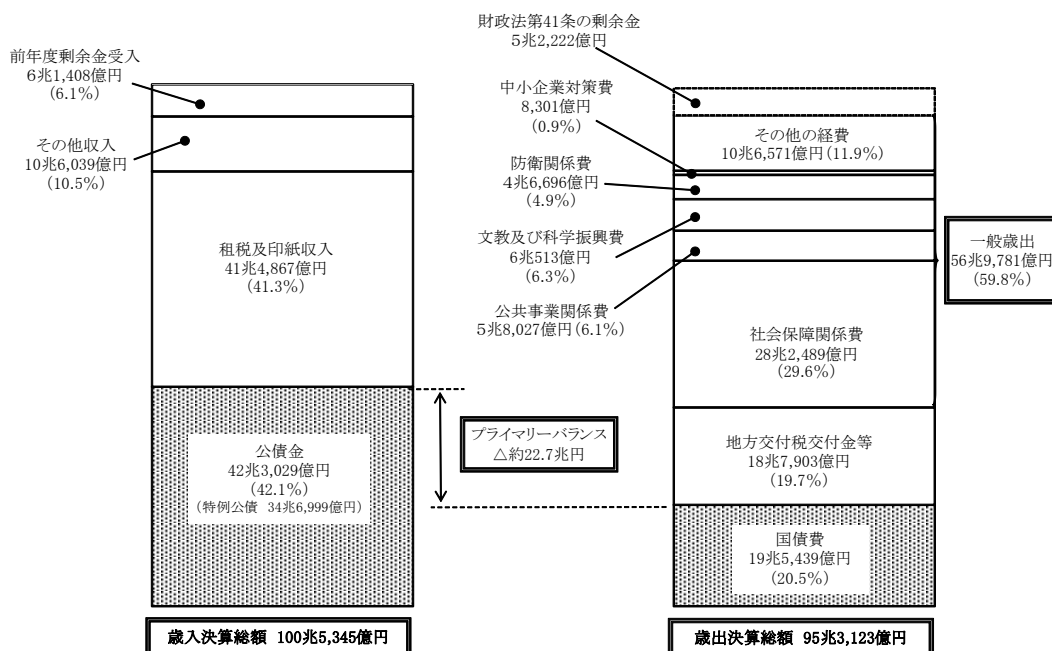 前年度剰余金受入
6兆1,408億円
(6.1%)
その他収入
10兆6,039億円
(10.5%)
租税及印紙収入
41兆4,867億円
(41.3%)
公債金
42兆3,029億円
(42.1%)
(特例公債 34兆6,999億円)
歳入決算総額 100兆5,345億円
プライマリーバランス
△約22.7兆円
財政法第41条の剰余金
5兆2,222億円
中小企業対策費
8,301億円
(0.9%)
防衛関係費
4兆6,696億円
(4.9%)
文教及び科学振興費
6兆513億円
(6.3%)
公共事業関係費
5兆8,027億円(6.1%)
その他の経費
10兆6,571億円(11.9%)
社会保障関係費
28兆2,489億円
(29.6%)
地方交付税交付金等
18兆7,903億円
(19.7%)
国債費
19兆5,439億円
(20.5%)
歳出決算総額 95兆3,123億円
一般歳出
56兆9,781億円
(59.8%)